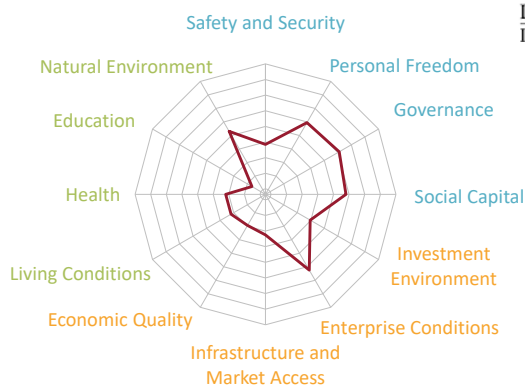 Safety and Security
Natural Environment
Personal Freedom
Education
Governance
Health
Social Capital
Living Conditions
Investment
Environment
Economic Quality
Enterprise Conditions
Infrastructure and
Market Access